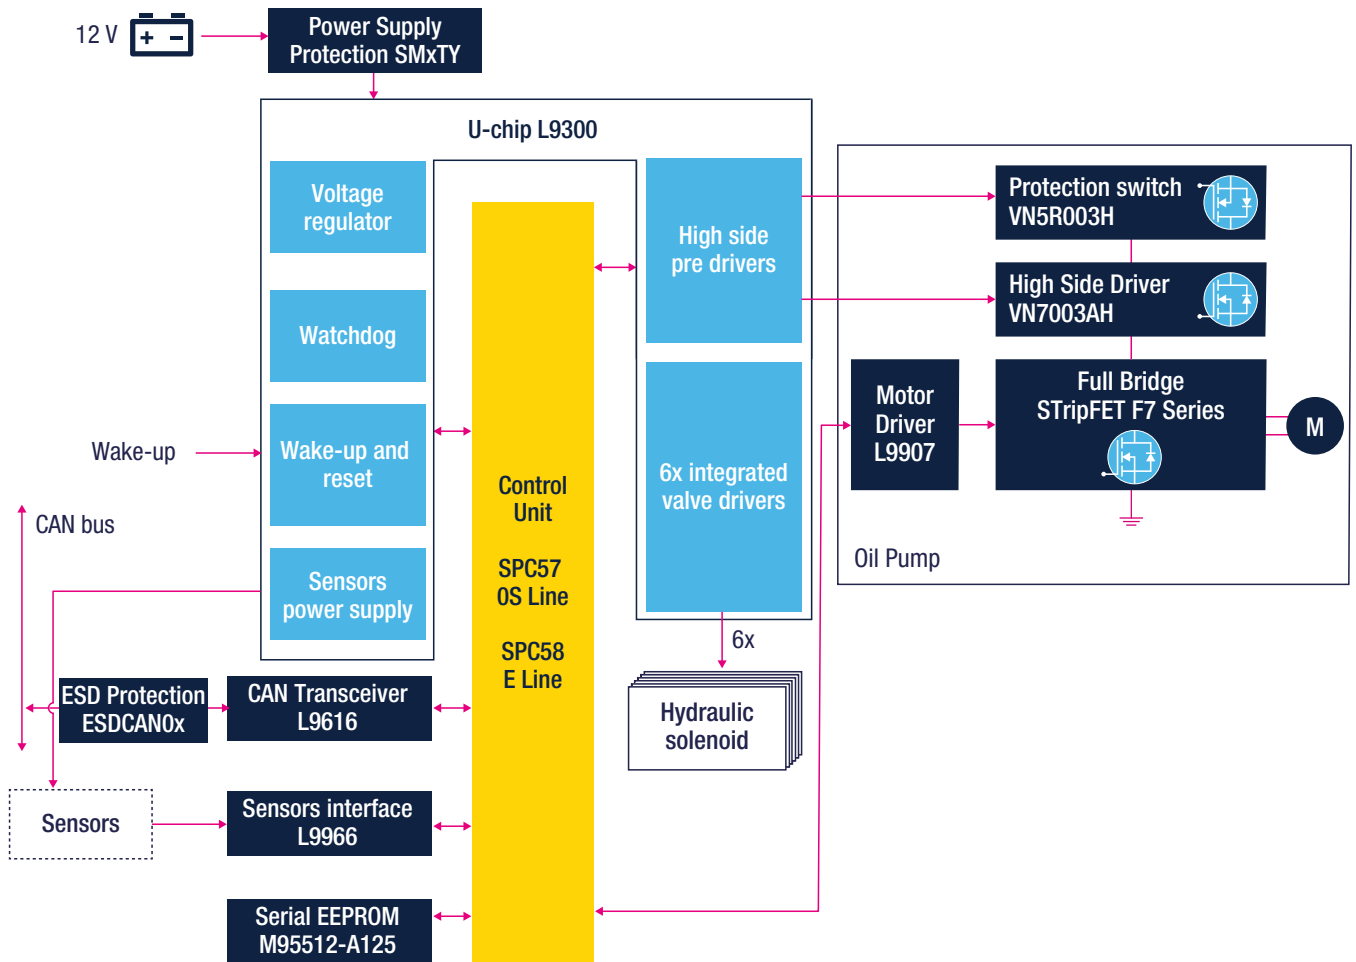 12 V
+ −
Power Supply
Protection SMxTY
U-chip L9300
Voltage
regulator
Watchdog
Wake-up and
reset
Sensors
power supply
Wake-up
CAN bus
High side
pre drivers
6x integrated
valve drivers
6x
Hydraulic
solenoid
Control
Unit
SPC57
0S Line
SPC58
E Line
Protection switch
VN5R003H
High Side Driver
VN7003AH
Motor
Driver
L9907
Full Bridge
STripFET F7 Series
M
Oil Pump
ESD Protection
ESDCAN0x
CAN Transceiver
L9616
Sensors
Sensors interface
L9966
Serial EEPROM
M95512-A125